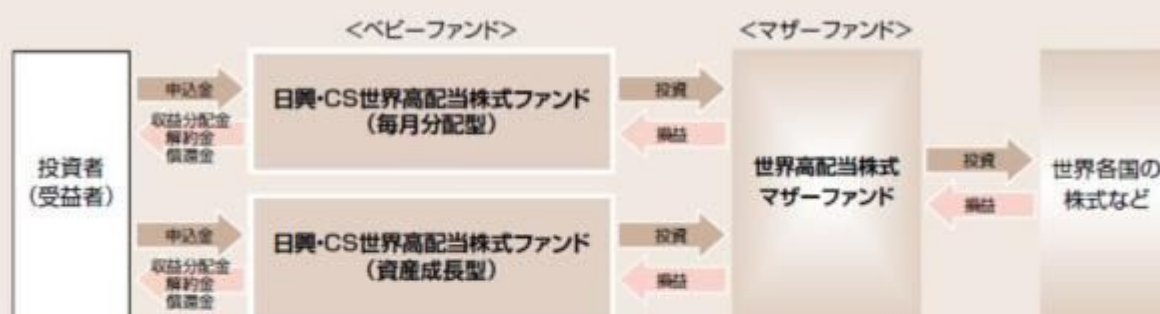 <ベビーファンド>
<マザーファンド>
投資者
(受益者)
申込金
収益分配金
解約金
償還金
日興・CS世界高配当株式ファンド
(毎月分配型)
投資
損益
申込金
収益分配金
解約金
償還金
日興・CS世界高配当株式ファンド
(資産成長型)
投資
損益
世界高配当株式
マザーファンド
投資
損益
世界各国の
株式など